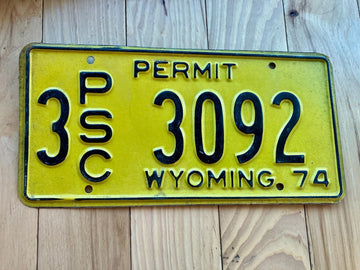 PERMIT
3 PSC 3092
WYOMING 74